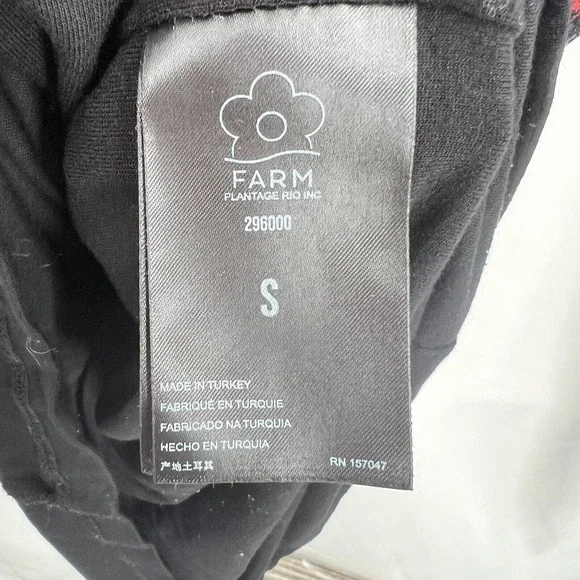 FARM
PLANTAGE RIO INC
296000
S
MADE IN TURKEY
FABRIQUÉ EN TURQUIE
FABRICADO NA TURQUIA
HECHO EN TURQUIA
产地土耳其
RN 157047